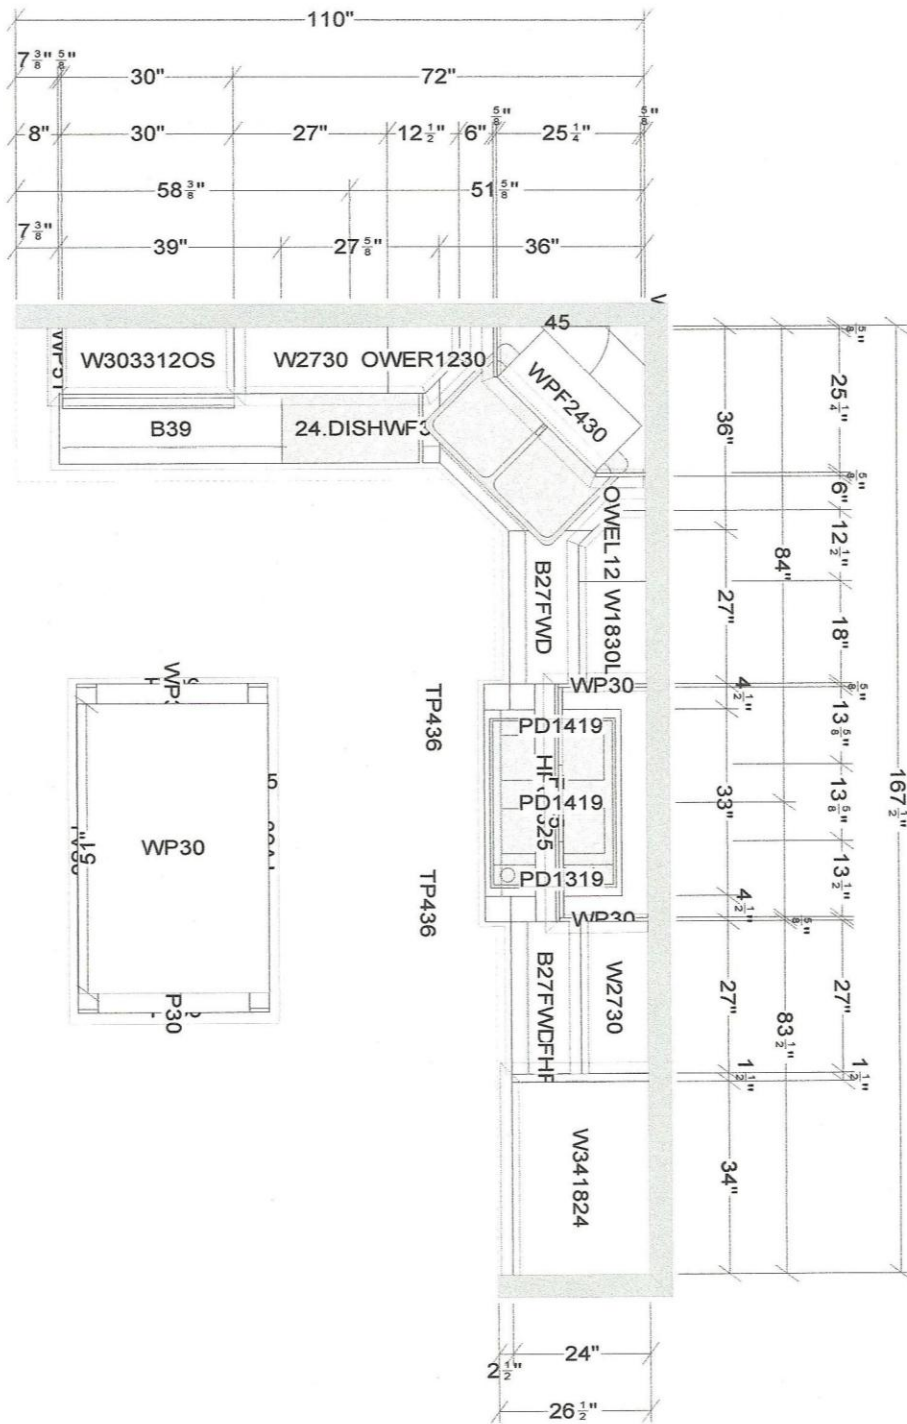 110"
7 3/8" 5/8" 30" 72"
8" 30" 27" 12 1/2" 6" 5/8" 25 1/4" 5/8"
58 3/8" 51 5/8"
7 3/8" 39" 27 5/8" 36"
45
W303312OS W2730 OWER1230
WPF2430
B39 24.DISHWF3
OWEL12 W1830L
B27FWD
WP30
TP436
PD1419
PD1419
PD1319
TP436
WP30
WP30
51"
P30
B27FWDFHF
W2730
W341824
36"
27"
4 1/2"
33"
4 1/2"
27"
1 1/2"
34"
84"
83 1/2"
5/8"
25 1/4"
5/8"
6"
12 1/2"
18"
5/8"
13 5/8"
13 5/8"
13 1/2"
5/8"
27"
1 1/2"
167 1/2"
24"
2 1/2"
26 1/2"